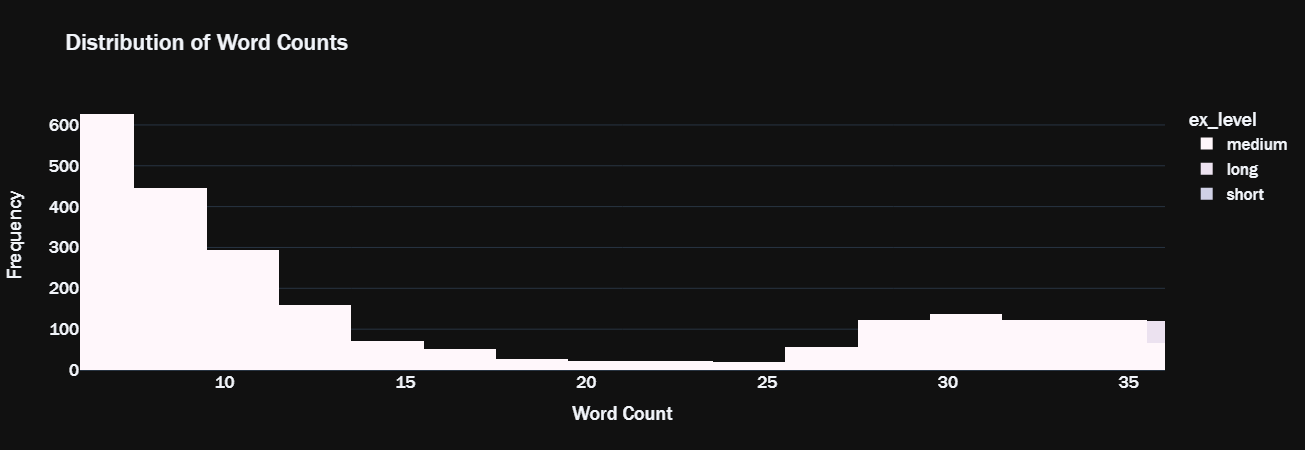 Distribution of Word Counts
Frequency
600
500
400
300
200
100
0
10 15 20 25 30 35
Word Count
ex_level
medium
long
short